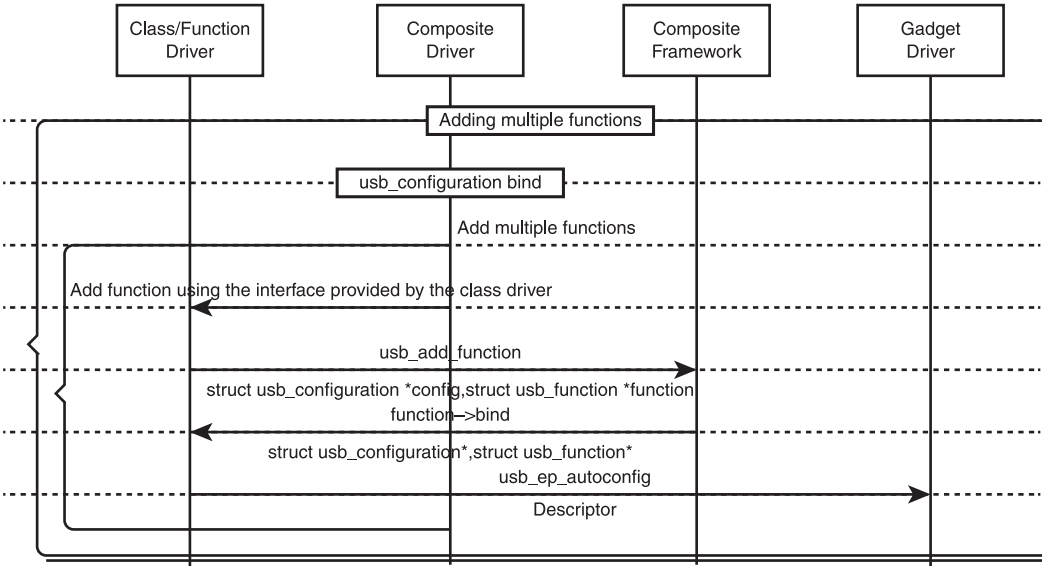 Class/Function
Driver
Composite
Driver
Composite
Framework
Gadget
Driver
Adding multiple functions
usb_configuration bind
Add multiple functions
Add function using the interface provided by the class driver
usb_add_function
struct usb_configuration *config,struct usb_function *function
function–>bind
struct usb_configuration*,struct usb_function*
usb_ep_autoconfig
Descriptor